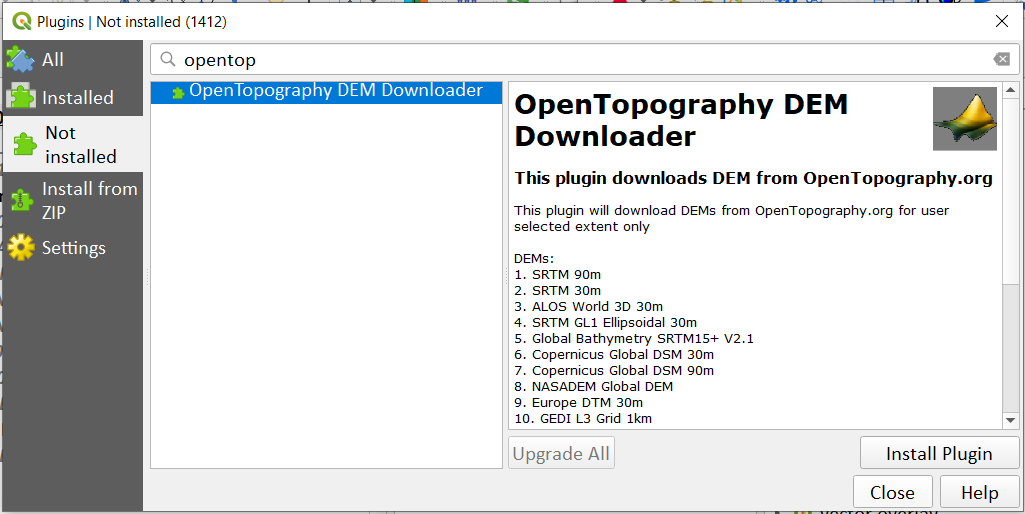 Plugins | Not installed (1412)
All
Installed
Not
installed
Install from
ZIP
Settings
opentop
OpenTopography DEM Downloader
OpenTopography DEM
Downloader
This plugin downloads DEM from OpenTopography.org
This plugin will download DEMs from OpenTopography.org for user
selected extent only
DEMs:
1. SRTM 90m
2. SRTM 30m
3. ALOS World 3D 30m
4. SRTM GL1 Ellipsoidal 30m
5. Global Bathymetry SRTM15+ V2.1
6. Copernicus Global DSM 30m
7. Copernicus Global DSM 90m
8. NASADEM Global DEM
9. Europe DTM 30m
10. GEDI L3 Grid 1km
Upgrade All
Install Plugin
Close
Help
vector overlay